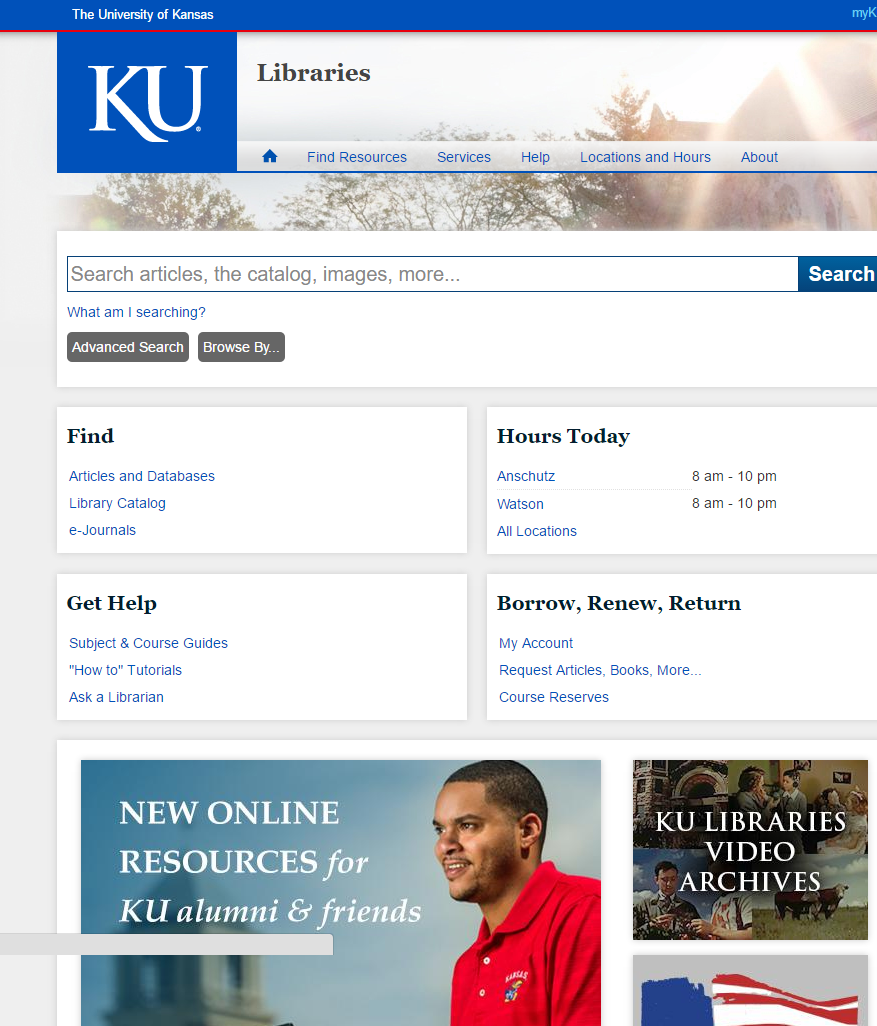 The University of Kansas
myK
KU
Libraries
Find Resources Services Help Locations and Hours About
Search articles, the catalog, images, more...
Search
What am I searching?
Advanced Search Browse By...
Find
Articles and Databases
Library Catalog
e-Journals
Hours Today
Anschutz 8 am - 10 pm
Watson 8 am - 10 pm
All Locations
Get Help
Subject & Course Guides
"How to" Tutorials
Ask a Librarian
Borrow, Renew, Return
My Account
Request Articles, Books, More...
Course Reserves
NEW ONLINE
RESOURCES for
KU alumni & friends
KANSAS
KU LIBRARIES
VIDEO
ARCHIVES